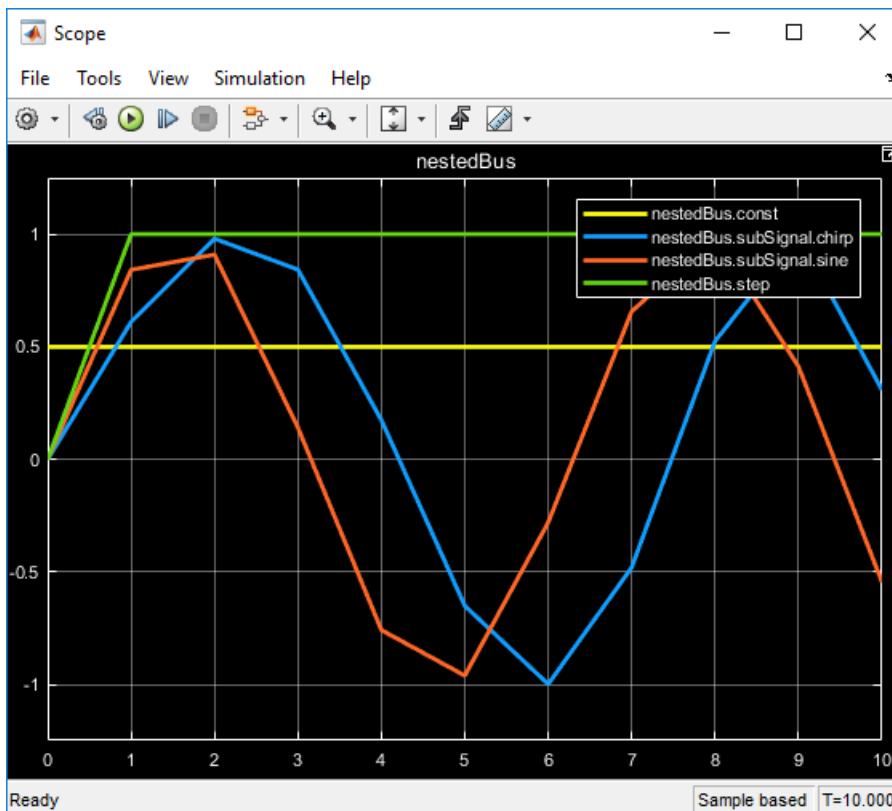 Scope
File Tools View Simulation Help
nestedBus
nestedBus.const
nestedBus.subSignal.chirp
nestedBus.subSignal.sine
nestedBus.step
1
0.5
0
-0.5
-1
0 1 2 3 4 5 6 7 8 9 10
Ready Sample based T=10.000